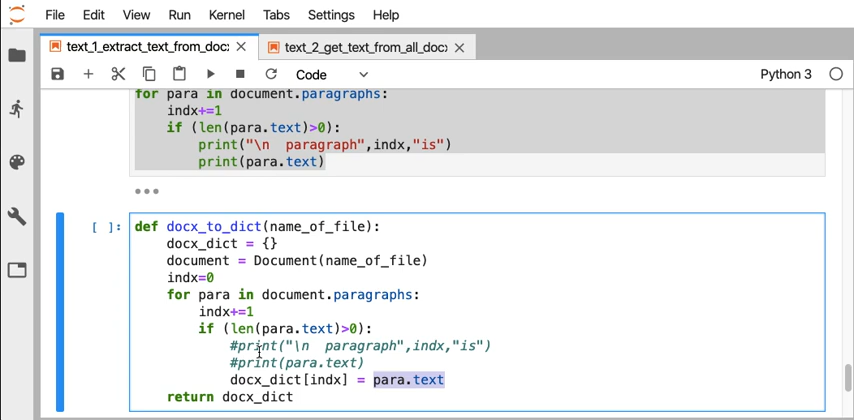 File Edit View Run Kernel Tabs Settings Help
text_1_extract_text_from_doc: text_2_get_text_from_all_doc:
Code Python 3
for para in document.paragraphs:
indx+=1
if (len(para.text)>0):
print("\n  paragraph",indx,"is")
print(para.text)
[ ]: def docx_to_dict(name_of_file):
docx_dict = {}
document = Document(name_of_file)
indx=0
for para in document.paragraphs:
indx+=1
if (len(para.text)>0):
#print("\n  paragraph",indx,"is")
#print(para.text)
docx_dict[indx] = para.text
return docx_dict